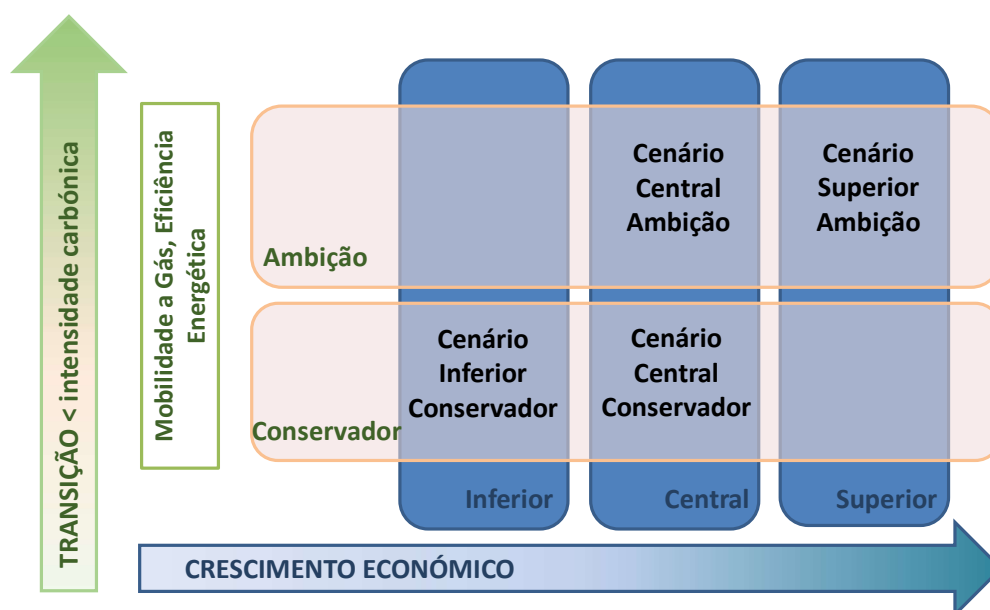 TRANSIÇÃO < intensidade carbónica
Mobilidade a Gás, Eficiência
Energética
Cenário
Central
Ambição
Cenário
Superior
Ambição
Ambição
Cenário
Inferior
Conservador
Cenário
Central
Conservador
Conservador
Inferior
Central
Superior
CRESCIMENTO ECONÓMICO